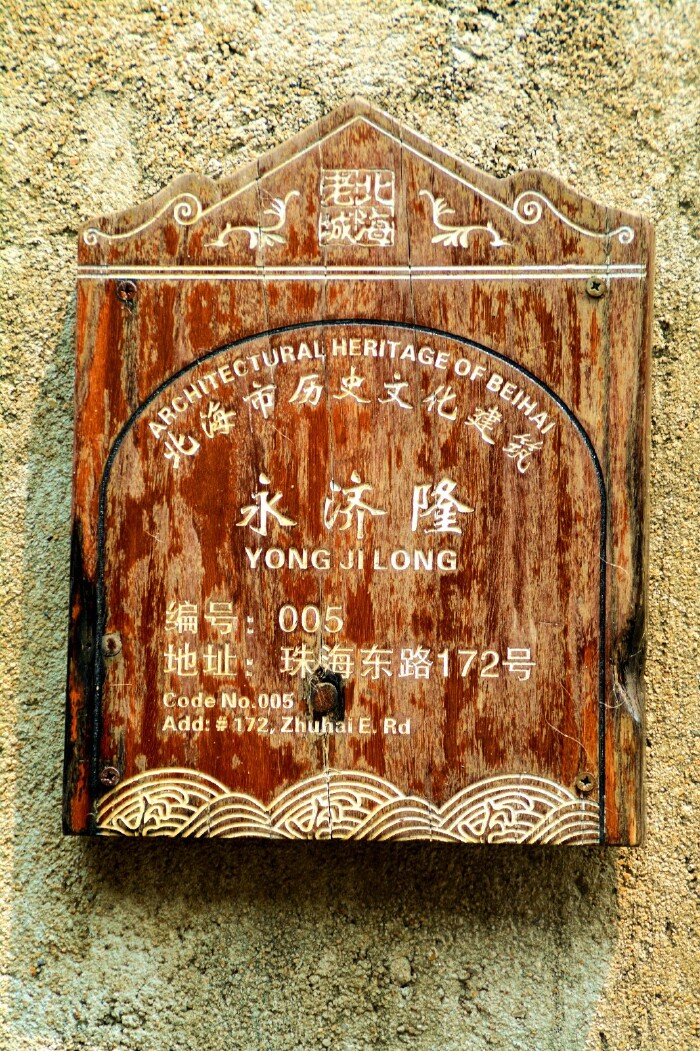 北海
老城
ARCHITECTURAL HERITAGE OF BEIHAI
北海市历史文化建筑
永济隆
YONG JI LONG
编号：005
地址：珠海东路172号
Code No.005
Add: #172, Zhuhai E. Rd